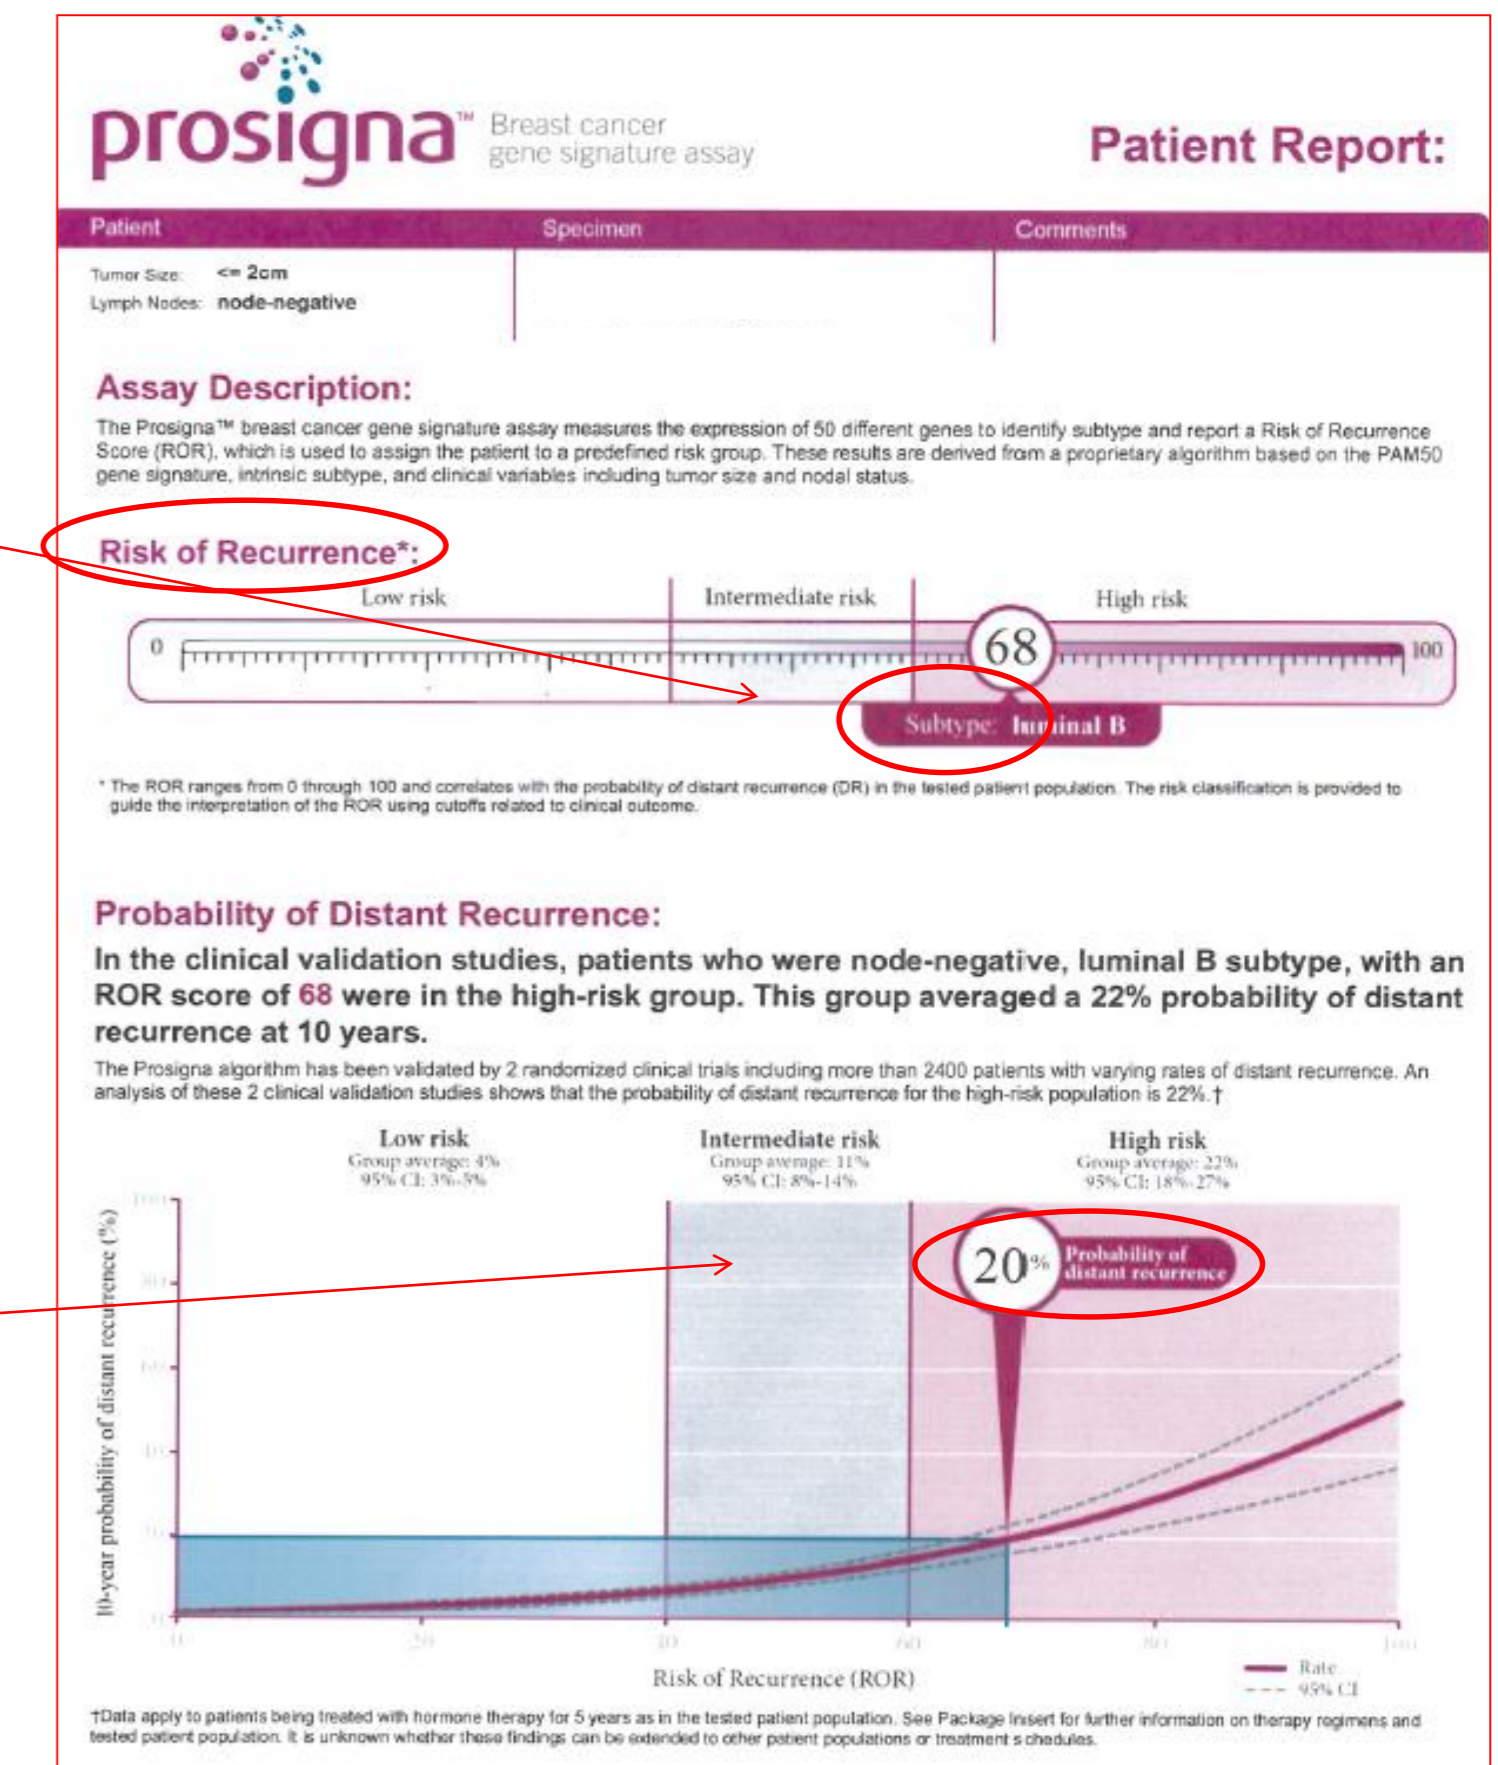 prosigna™ Breast cancer
gene signature assay
Patient Report:
Patient Specimen Comments
Tumor Size: <= 2cm
Lymph Nodes: node-negative
Assay Description:
The Prosigna™ breast cancer gene signature assay measures the expression of 50 different genes to identify subtype and report a Risk of Recurrence
Score (ROR), which is used to assign the patient to a predefined risk group. These results are derived from a proprietary algorithm based on the PAM50
gene signature, intrinsic subtype, and clinical variables including tumor size and nodal status.
Risk of Recurrence*:
Low risk Intermediate risk High risk
0 68 100
Subtype: luminal B
* The ROR ranges from 0 through 100 and correlates with the probability of distant recurrence (DR) in the tested patient population. The risk classification is provided to
guide the interpretation of the ROR using cutoffs related to clinical outcome.
Probability of Distant Recurrence:
In the clinical validation studies, patients who were node-negative, luminal B subtype, with an
ROR score of 68 were in the high-risk group. This group averaged a 22% probability of distant
recurrence at 10 years.
The Prosigna algorithm has been validated by 2 randomized clinical trials including more than 2400 patients with varying rates of distant recurrence. An
analysis of these 2 clinical validation studies shows that the probability of distant recurrence for the high-risk population is 22%.†
Low risk Intermediate risk High risk
Group average: 4% Group average: 11% Group average: 22%
95% CI: 3%-5% 95% CI: 8%-14% 95% CI: 18%-27%
10-year probability of distant recurrence (%)
20% Probability of
distant recurrence
0 20 60 80 100
Risk of Recurrence (ROR)
Rate
95% CI
†Data apply to patients being treated with hormone therapy for 5 years as in the tested patient population. See Package Insert for further information on therapy regimens and
tested patient population. It is unknown whether these findings can be extended to other patient populations or treatment schedules.